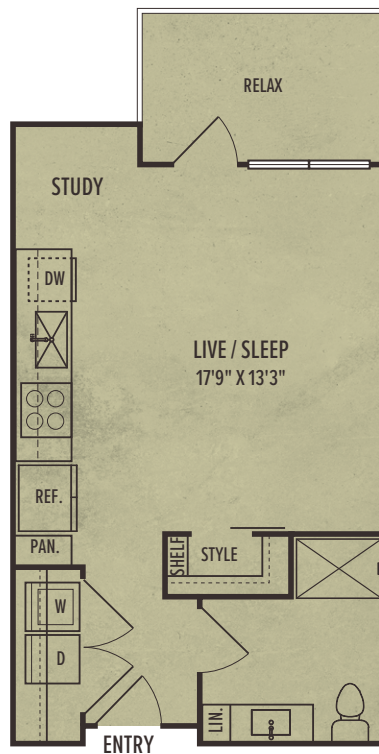 RELAX
STUDY
DW
LIVE / SLEEP
17'9" X 13'3"
REF.
PAN.
SHELF
STYLE
W
D
LIN.
ENTRY